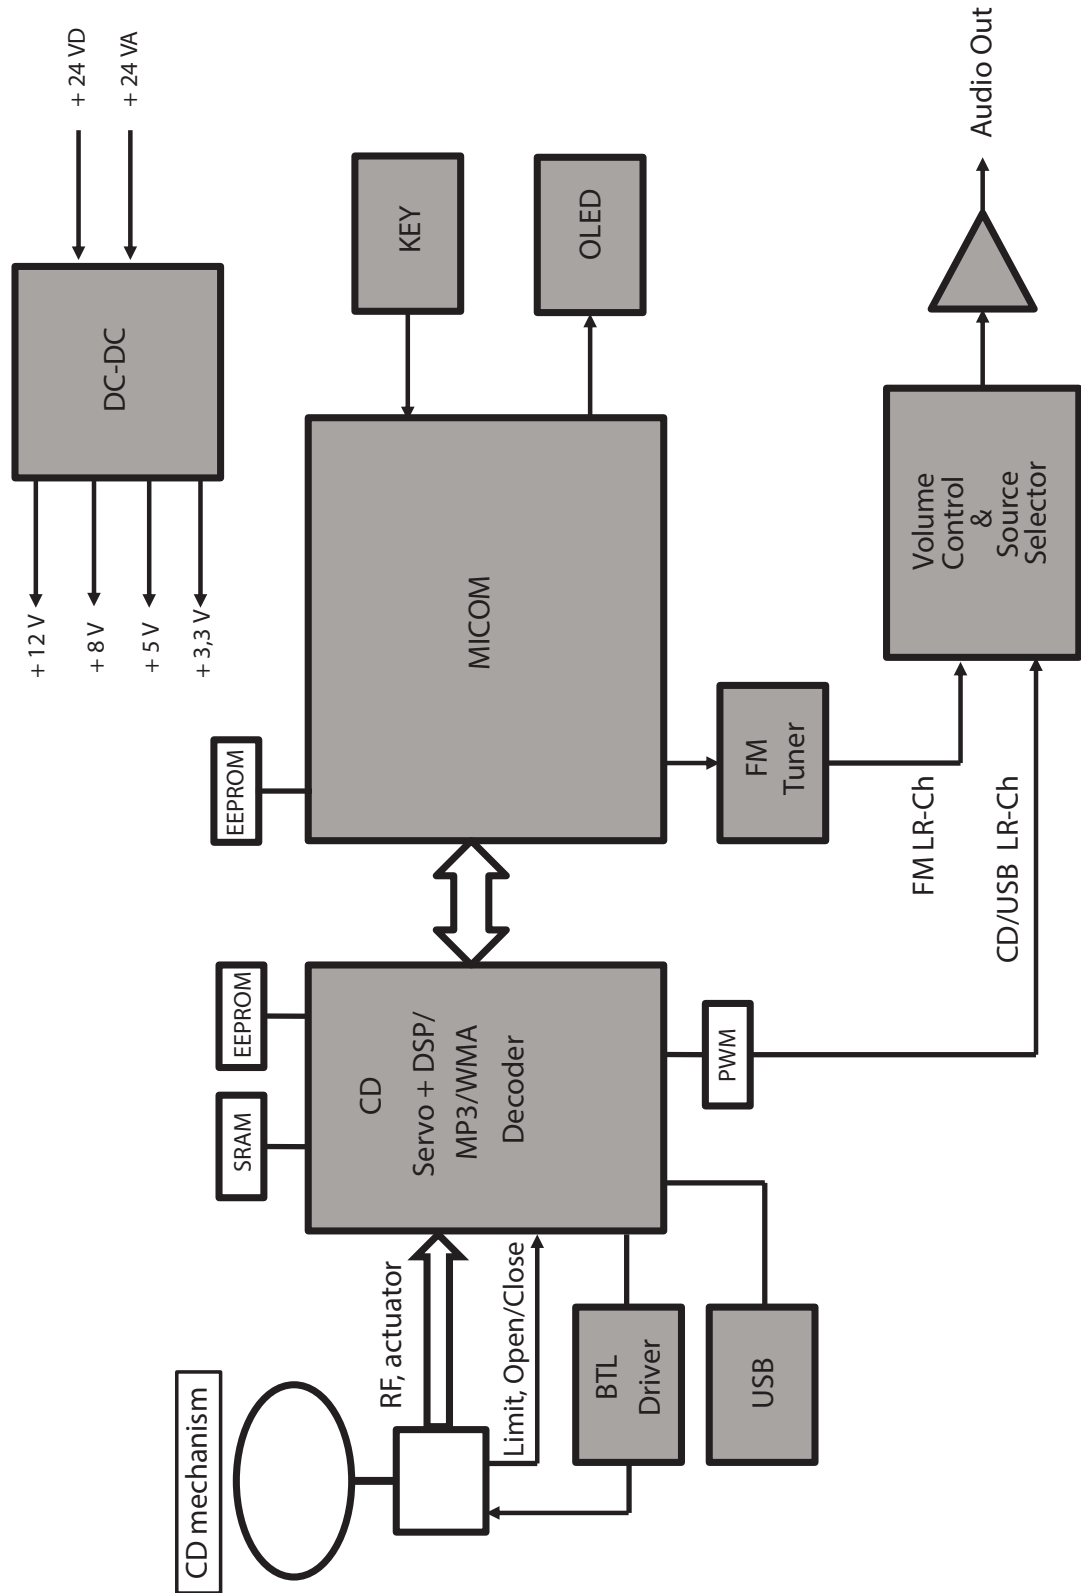 CD mechanism
RF, actuator
Limit, Open/Close
BTL
Driver
USB
SRAM
EEPROM
CD
Servo + DSP/
MP3/WMA
Decoder
PWM
EEPROM
MICOM
FM
Tuner
FM LR-Ch
CD/USB LR-Ch
+ 12 V
+ 8 V
+ 5 V
+ 3,3 V
DC-DC
+ 24 VD
+ 24 VA
KEY
OLED
Volume
Control
&
Source
Selector
Audio Out